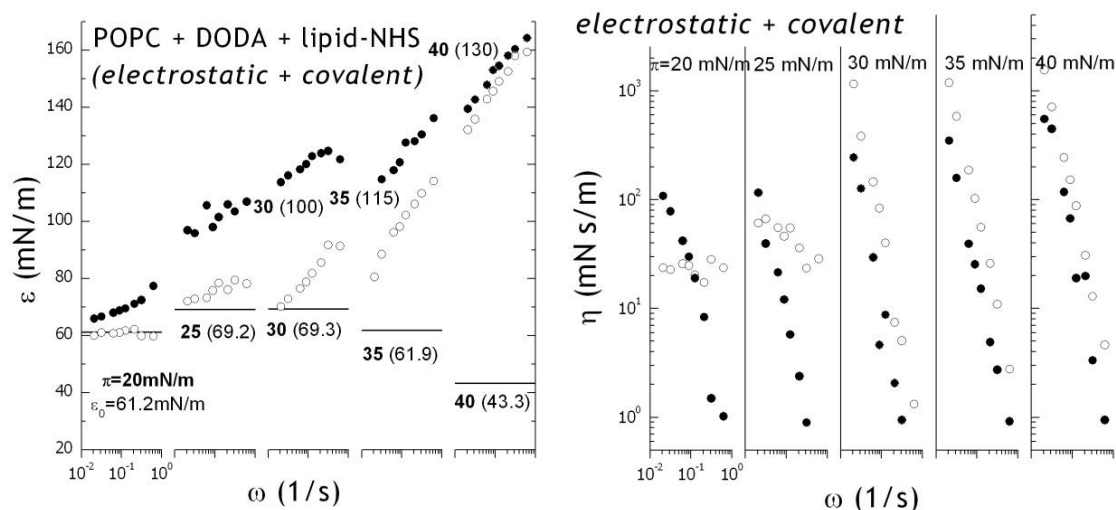 POPC + DODA + lipid-NHS
(electrostatic + covalent)
40 (130)
30 (100)
35 (115)
25 (69.2)
30 (69.3)
35 (61.9)
40 (43.3)
π=20mN/m
ε₀=61.2mN/m
ε (mN/m)
160
140
120
100
80
60
40
20
10⁻² 10⁻¹ 10⁰
ω (1/s)
electrostatic + covalent
π=20 mN/m
25 mN/m
30 mN/m
35 mN/m
40 mN/m
η (mN s/m)
10³
10²
10¹
10⁰
10⁻² 10⁻¹ 10⁰
ω (1/s)